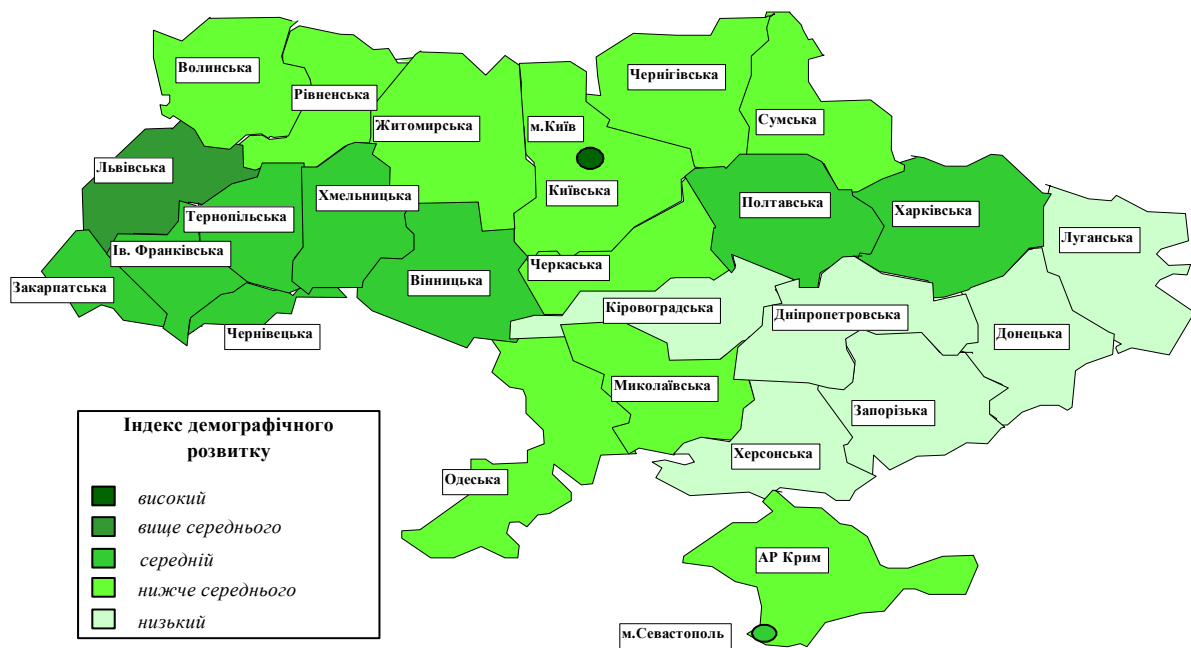 Волинська
Рівненська
Житомирська
м.Київ
Чернігівська
Сумська
Львівська
Тернопільська
Хмельницька
Київська
Полтавська
Харківська
Луганська
Ів. Франківська
Закарпатська
Чернівецька
Вінницька
Черкаська
Кіровоградська
Дніпропетровська
Донецька
Миколаївська
Запорізька
Херсонська
Одеська
АР Крим
м.Севастополь
Індекс демографічного
розвитку
високий
вище середнього
середній
нижче середнього
низький